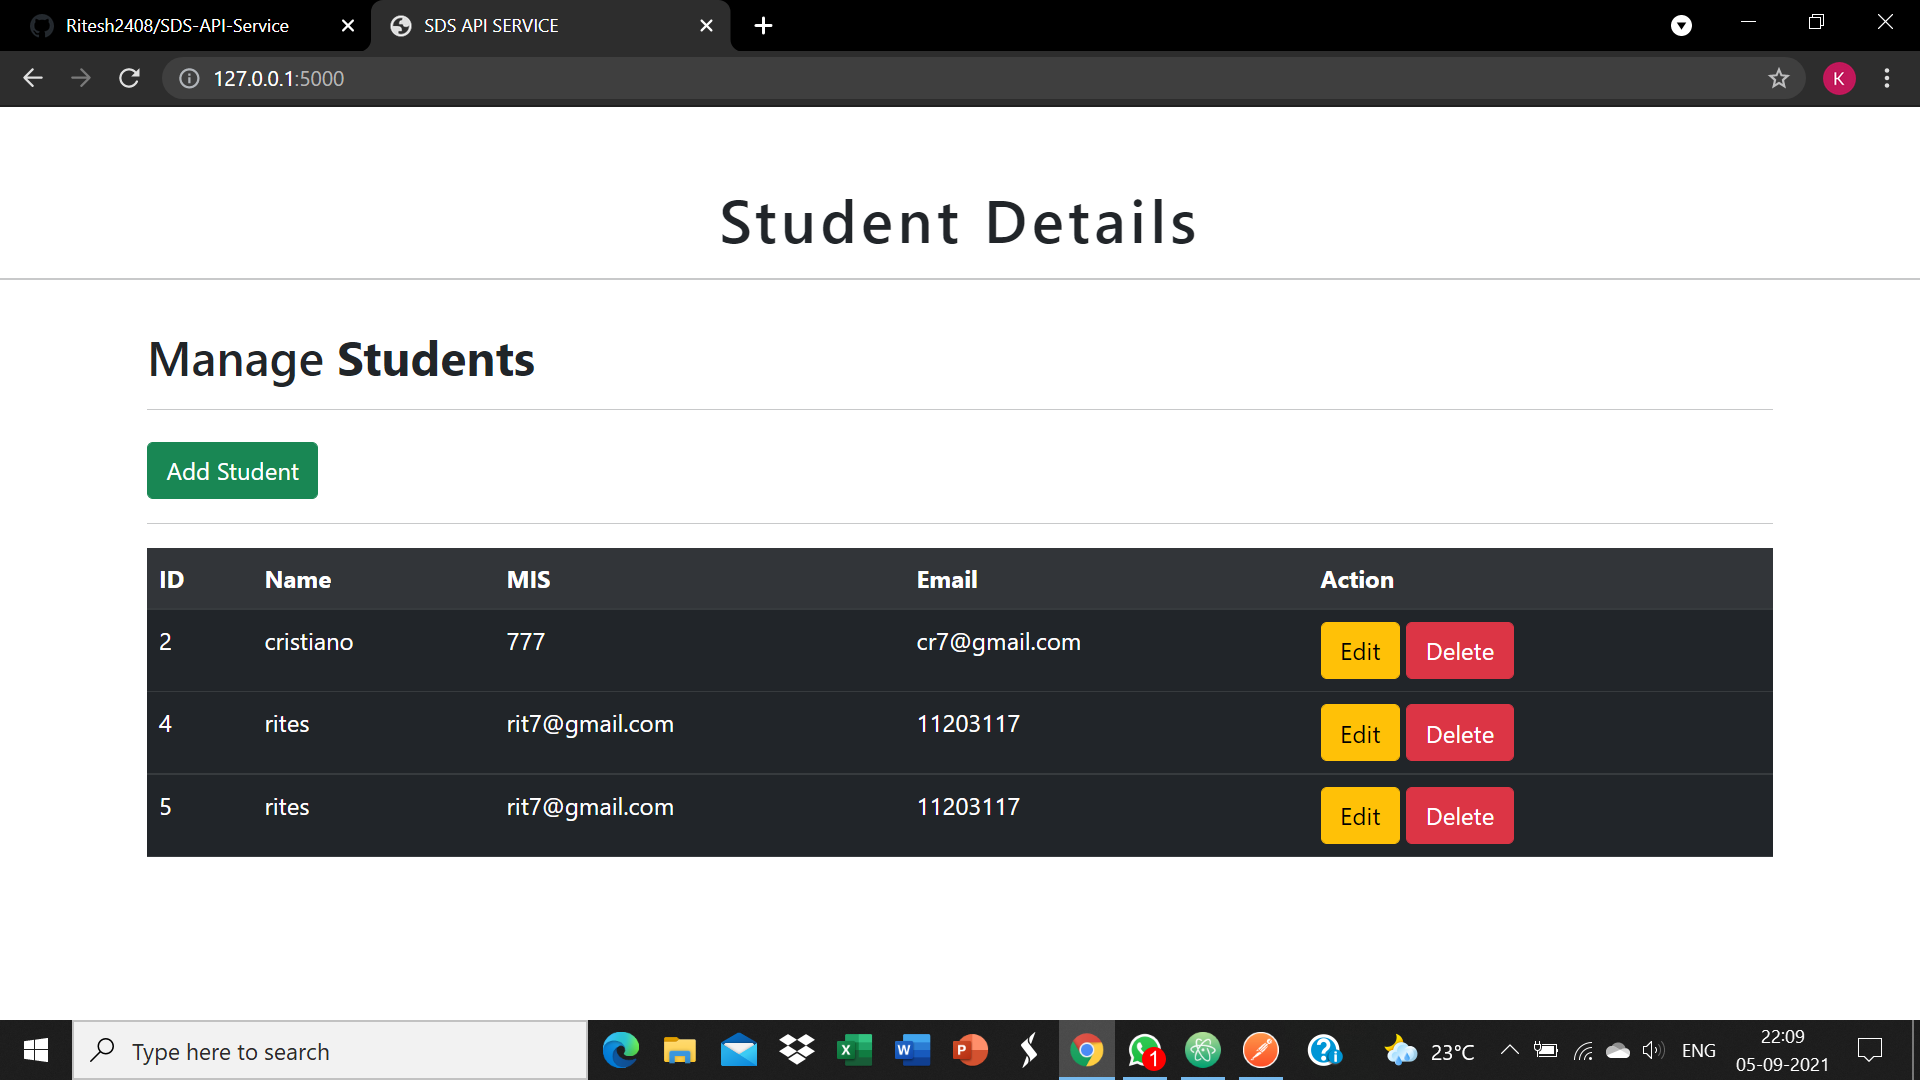 Ritesh2408/SDS-API-Service
SDS API SERVICE
127.0.0.1:5000
K
Student Details
Manage Students
Add Student
ID Name MIS Email Action
2 cristiano 777 cr7@gmail.com Edit Delete
4 rites rit7@gmail.com 11203117 Edit Delete
5 rites rit7@gmail.com 11203117 Edit Delete
Type here to search
1
23°C
ENG
22:09
05-09-2021